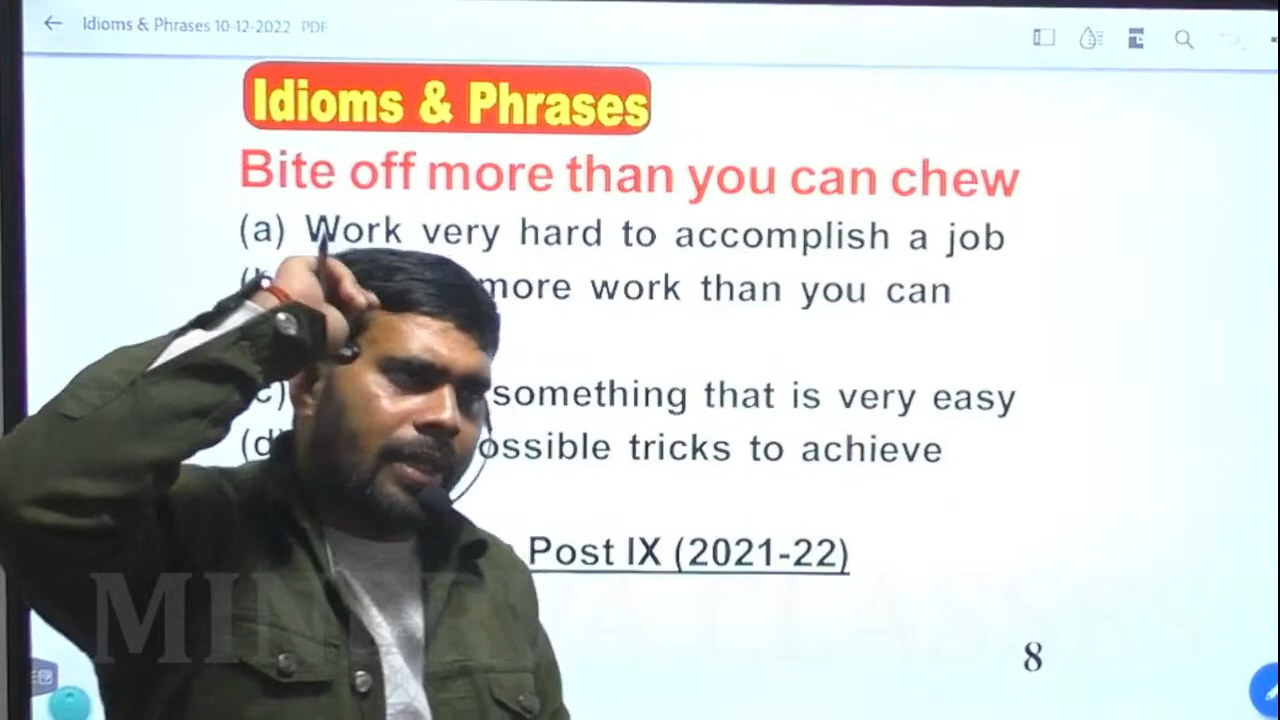 Idioms & Phrases 10-12-2022 PDF
Idioms & Phrases
Bite off more than you can chew
(a) Work very hard to accomplish a job
more work than you can
something that is very easy
(d) tricks to achieve
Post IX (2021-22)
CLASSES
8